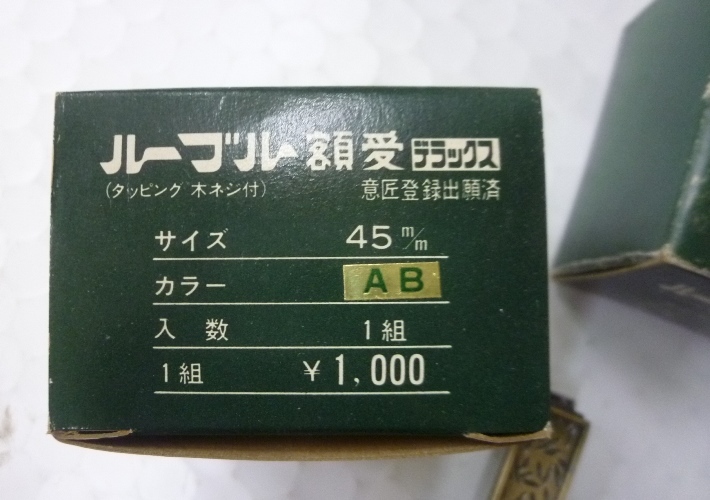 ルーブル額受デラックス
(タッピング 木ネジ付) 意匠登録出願済
サイズ 45 m/m
カラー AB
入数 1組
1組 ¥1,000